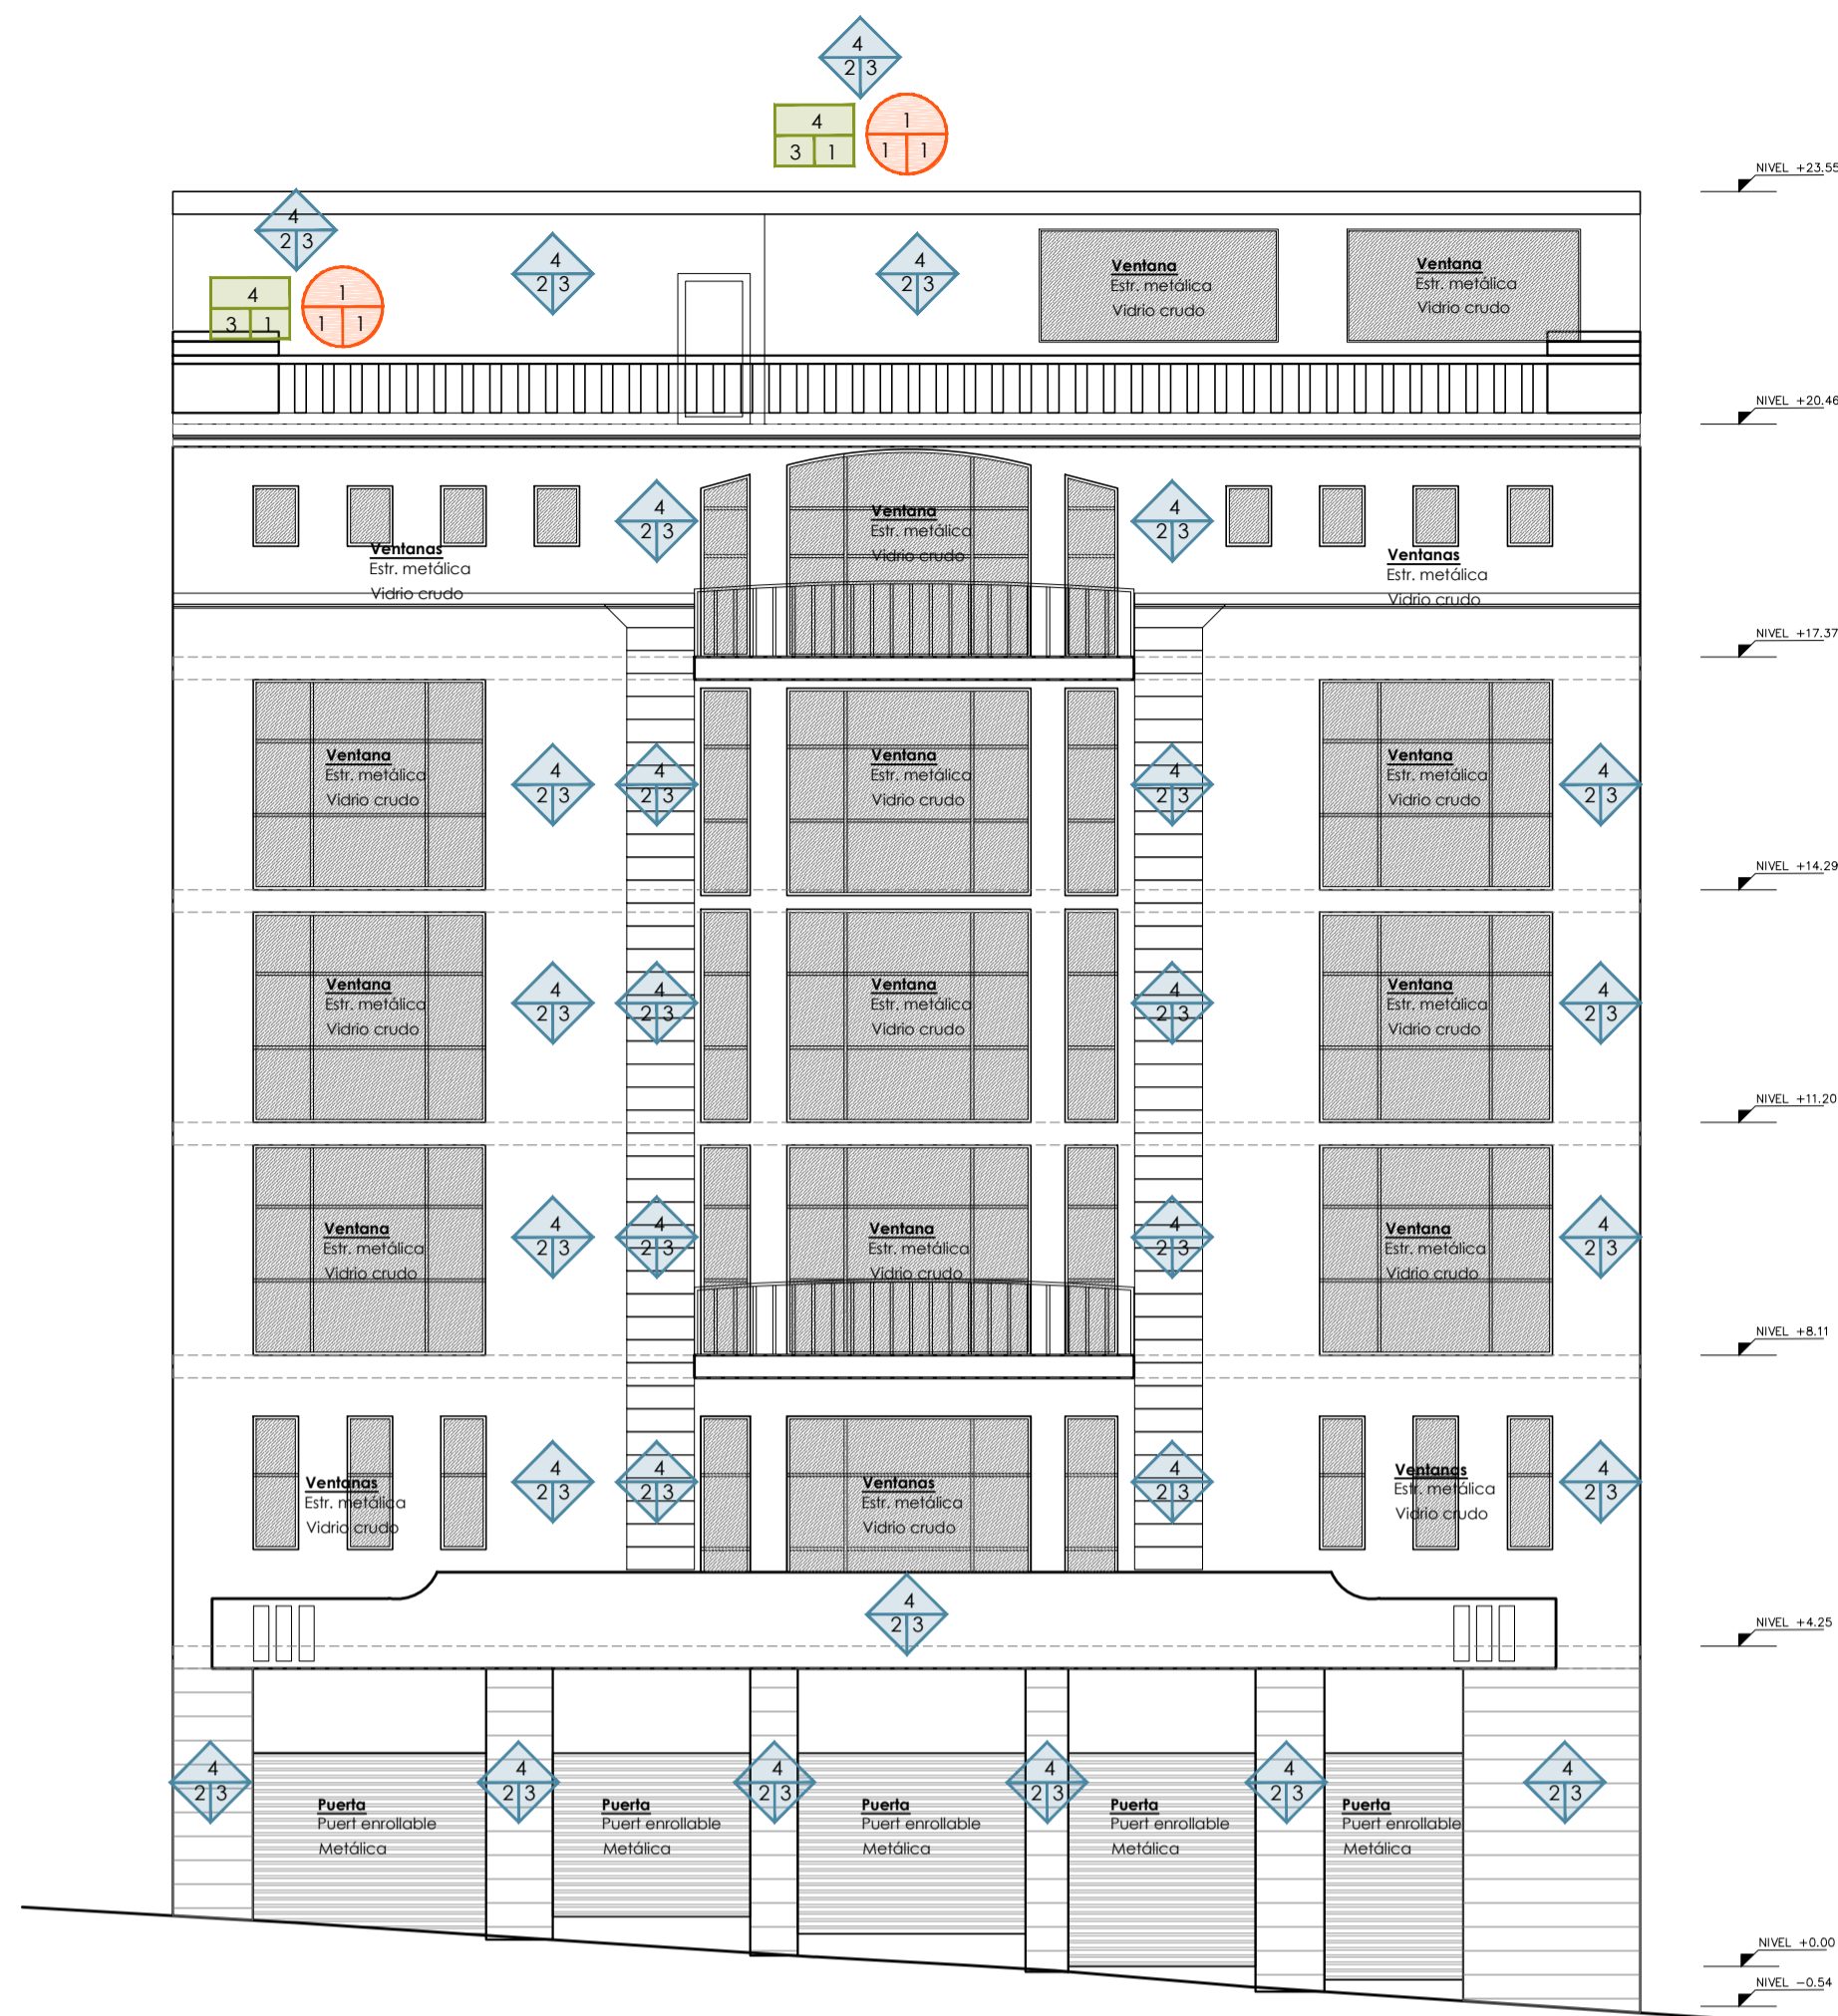 4
2 3
4
3 1
1
1 1
NIVEL +23.55
4
2 3
4
3 1
1
1 1
4
2 3
4
2 3
Ventana
Estr. metálica
Vidrio crudo
Ventana
Estr. metálica
Vidrio crudo
NIVEL +20.46
Ventanas
Estr. metálica
Vidrio crudo
4
2 3
Ventana
Estr. metálica
Vidrio crudo
4
2 3
Ventanas
Estr. metálica
Vidrio crudo
NIVEL +17.37
Ventana
Estr. metálica
Vidrio crudo
4
2 3
4
2 3
Ventana
Estr. metálica
Vidrio crudo
4
2 3
Ventana
Estr. metálica
Vidrio crudo
4
2 3
NIVEL +14.29
Ventana
Estr. metálica
Vidrio crudo
4
2 3
4
2 3
Ventana
Estr. metálica
Vidrio crudo
4
2 3
Ventana
Estr. metálica
Vidrio crudo
4
2 3
NIVEL +11.20
Ventana
Estr. metálica
Vidrio crudo
4
2 3
4
2 3
Ventana
Estr. metálica
Vidrio crudo
4
2 3
Ventana
Estr. metálica
Vidrio crudo
4
2 3
NIVEL +8.11
Ventanas
Estr. metálica
Vidrio crudo
4
2 3
4
2 3
Ventanas
Estr. metálica
Vidrio crudo
4
2 3
Ventanas
Estr. metálica
Vidrio crudo
4
2 3
4
2 3
NIVEL +4.25
4
2 3
Puerta
Puert enrollable
Metálica
4
2 3
Puerta
Puert enrollable
Metálica
4
2 3
Puerta
Puert enrollable
Metálica
4
2 3
Puerta
Puert enrollable
Metálica
4
2 3
Puerta
Puert enrollable
Metálica
4
2 3
NIVEL +0.00
NIVEL −0.54